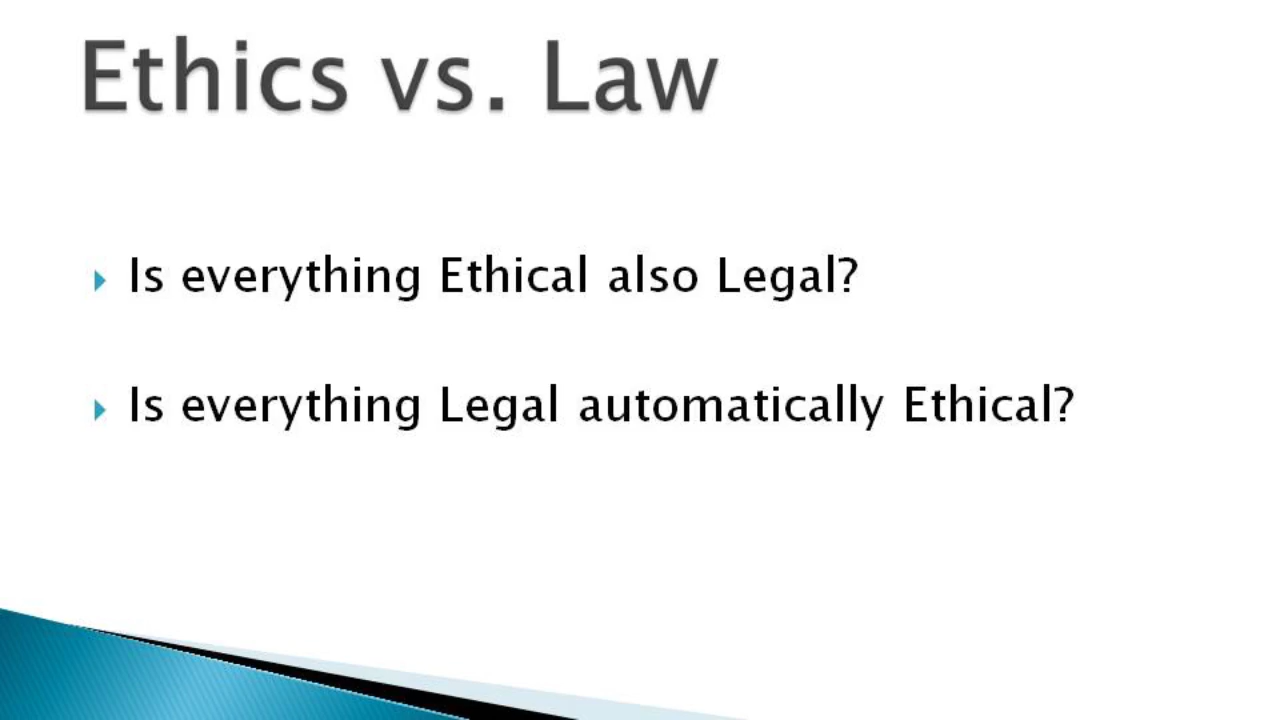 Ethics vs. Law
Is everything Ethical also Legal?
Is everything Legal automatically Ethical?